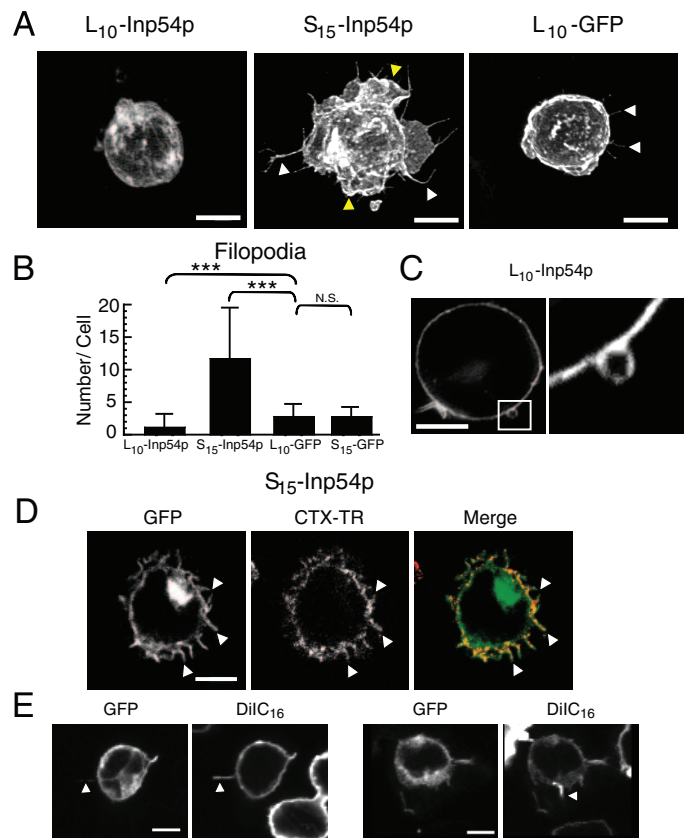 A
L10-Inp54p S15-Inp54p L10-GFP
B
Filopodia
***
***
N.S.
Number/ Cell
20
15
10
5
0
L10-Inp54p S15-Inp54p L10-GFP S15-GFP
C
L10-Inp54p
S15-Inp54p
D
GFP CTX-TR Merge
E
GFP DiIC16 GFP DiIC16